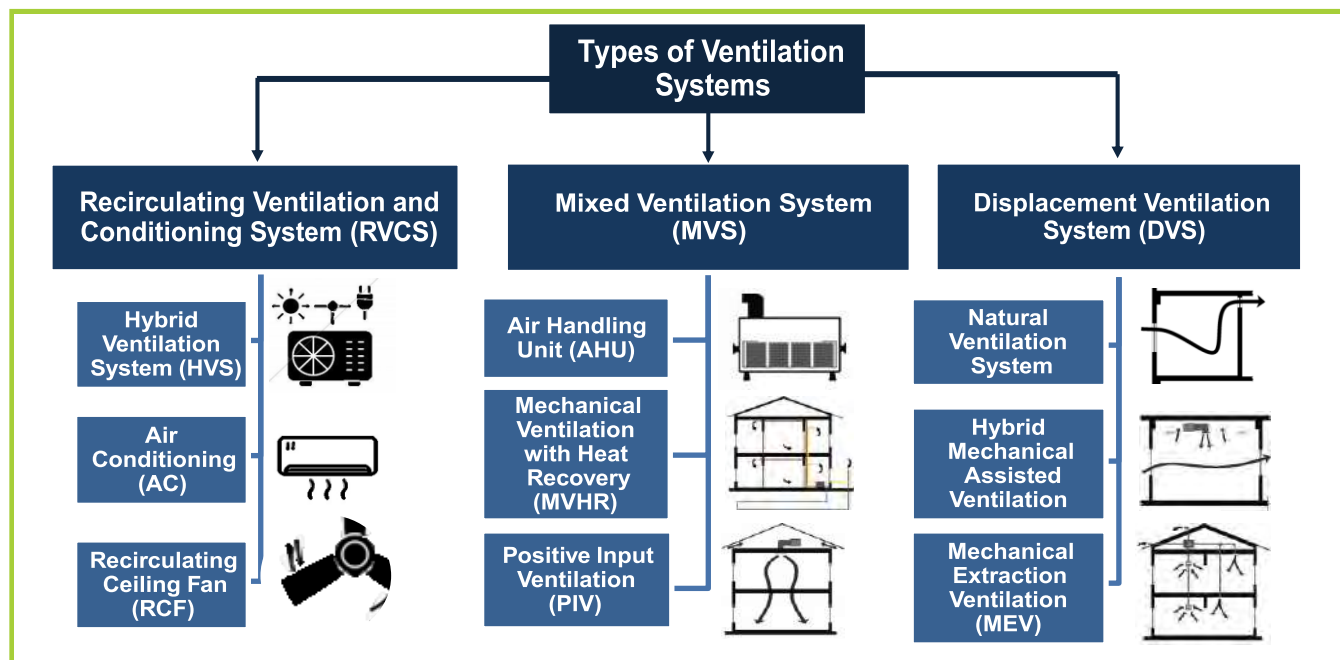 Types of Ventilation
Systems
Recirculating Ventilation and
Conditioning System (RVCS)
Hybrid
Ventilation
System (HVS)
Air
Conditioning
(AC)
Recirculating
Ceiling Fan
(RCF)
Mixed Ventilation System
(MVS)
Air Handling
Unit (AHU)
Mechanical
Ventilation
with Heat
Recovery
(MVHR)
Positive Input
Ventilation
(PIV)
Displacement Ventilation
System (DVS)
Natural
Ventilation
System
Hybrid
Mechanical
Assisted
Ventilation
Mechanical
Extraction
Ventilation
(MEV)